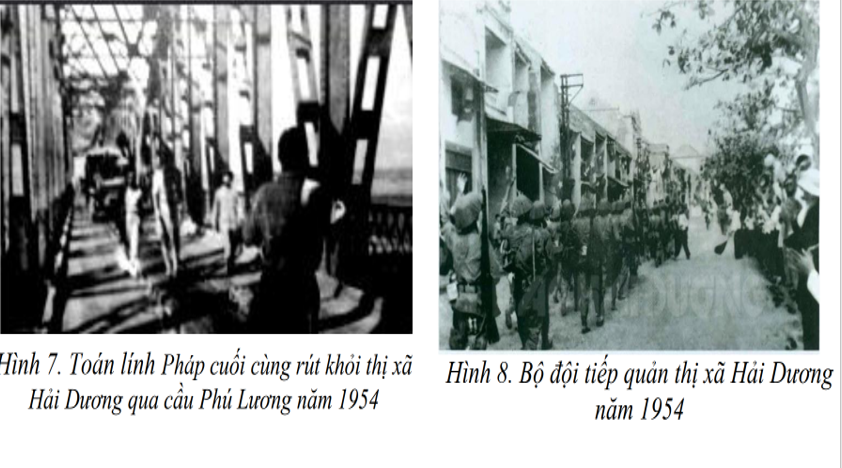 Hình 7. Toán lính Pháp cuối cùng rút khỏi thị xã
Hải Dương qua cầu Phú Lương năm 1954
Hình 8. Bộ đội tiếp quản thị xã Hải Dương
năm 1954